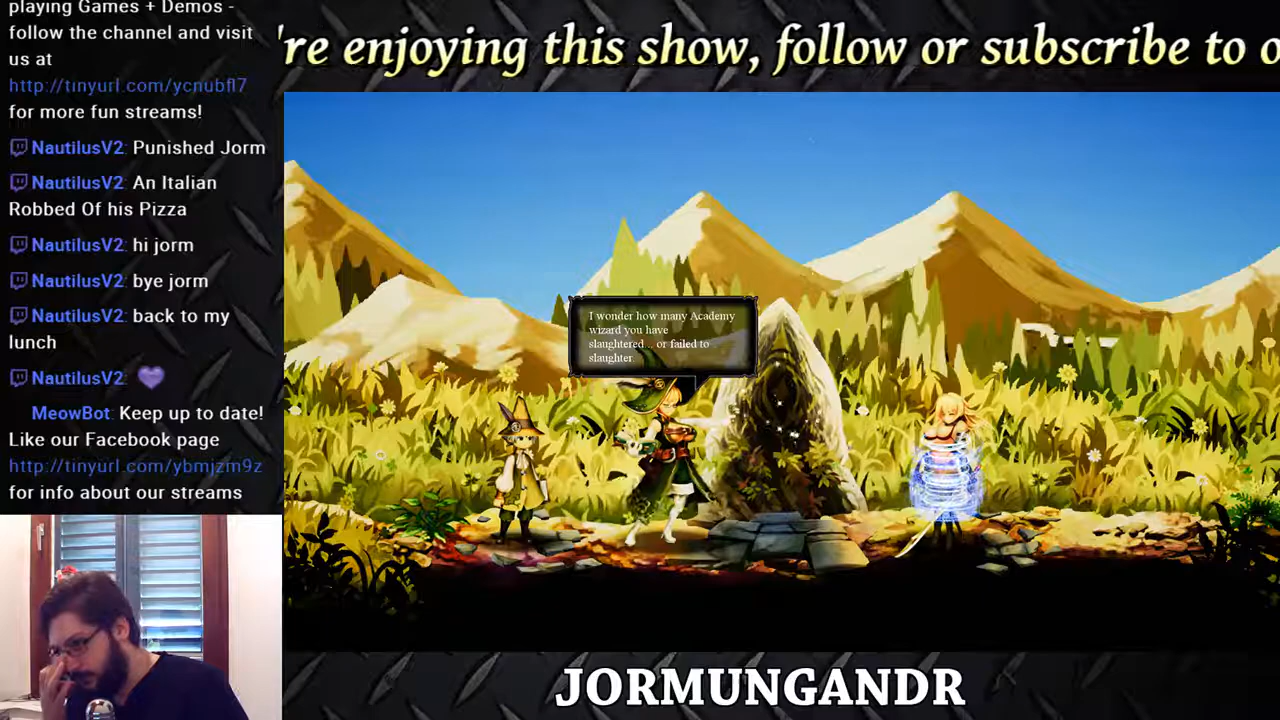 playing Games + Demos -
follow the channel and visit
us at
http://tinyurl.com/ycnubfl7
for more fun streams!
NautilusV2: Punished Jorm
NautilusV2: An Italian
Robbed Of his Pizza
NautilusV2: hi jorm
NautilusV2: bye jorm
NautilusV2: back to my
lunch
NautilusV2:
MeowBot: Keep up to date!
Like our Facebook page
http://tinyurl.com/ybmjzm9z
for info about our streams
're enjoying this show, follow or subscribe to o
I wonder how many Academy
wizard you have
slaughtered... or failed to
slaughter
JORMUNGANDR